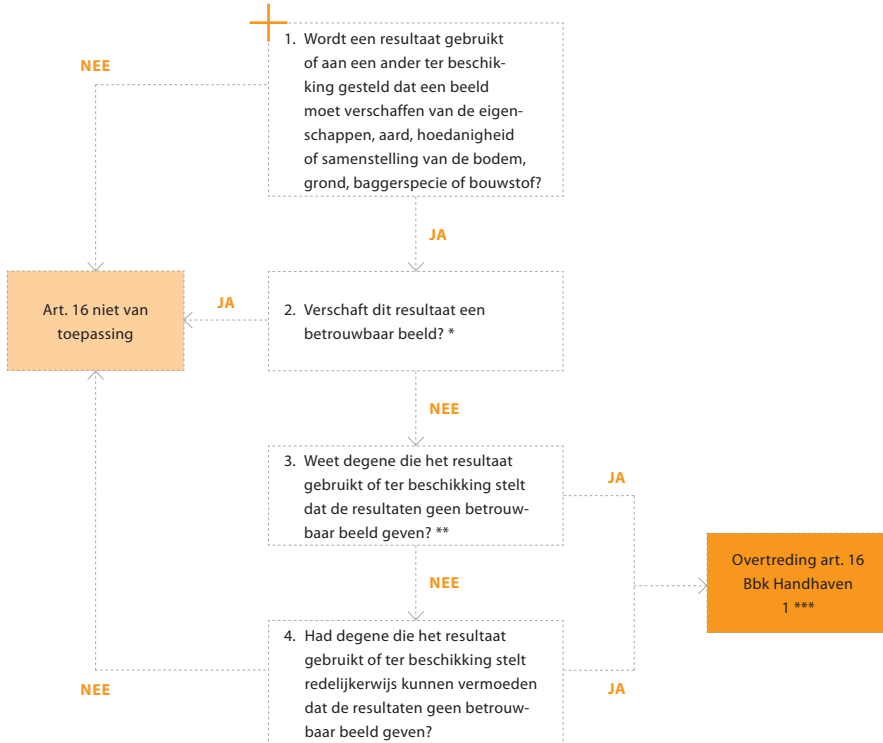 1. Wordt een resultaat gebruikt
of aan een ander ter beschik-
king gesteld dat een beeld
moet verschaffen van de eigen-
schappen, aard, hoedanigheid
of samenstelling van de bodem,
grond, baggerspecie of bouwstof?
NEE
JA
Art. 16 niet van
toepassing
JA
2. Verschaft dit resultaat een
betrouwbaar beeld? *
NEE
3. Weet degene die het resultaat
gebruikt of ter beschikking stelt
dat de resultaten geen betrouw-
baar beeld geven? **
JA
Overtreding art. 16
Bbk Handhaven
1 ***
NEE
4. Had degene die het resultaat
gebruikt of ter beschikking stelt
redelijkerwijs kunnen vermoeden
dat de resultaten geen betrouw-
baar beeld geven?
NEE
JA